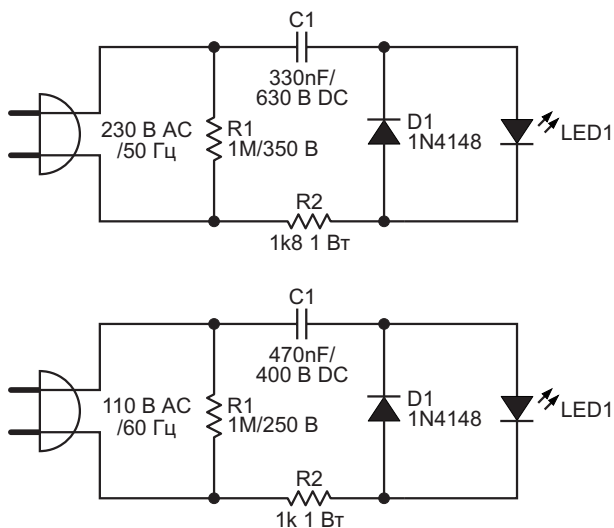 C1
330nF/
630 В DC
230 В AC
/50 Гц
R1
1M/350 В
D1
1N4148
LED1
R2
1k8 1 Вт
C1
470nF/
400 В DC
110 В AC
/60 Гц
R1
1M/250 В
D1
1N4148
LED1
R2
1k 1 Вт